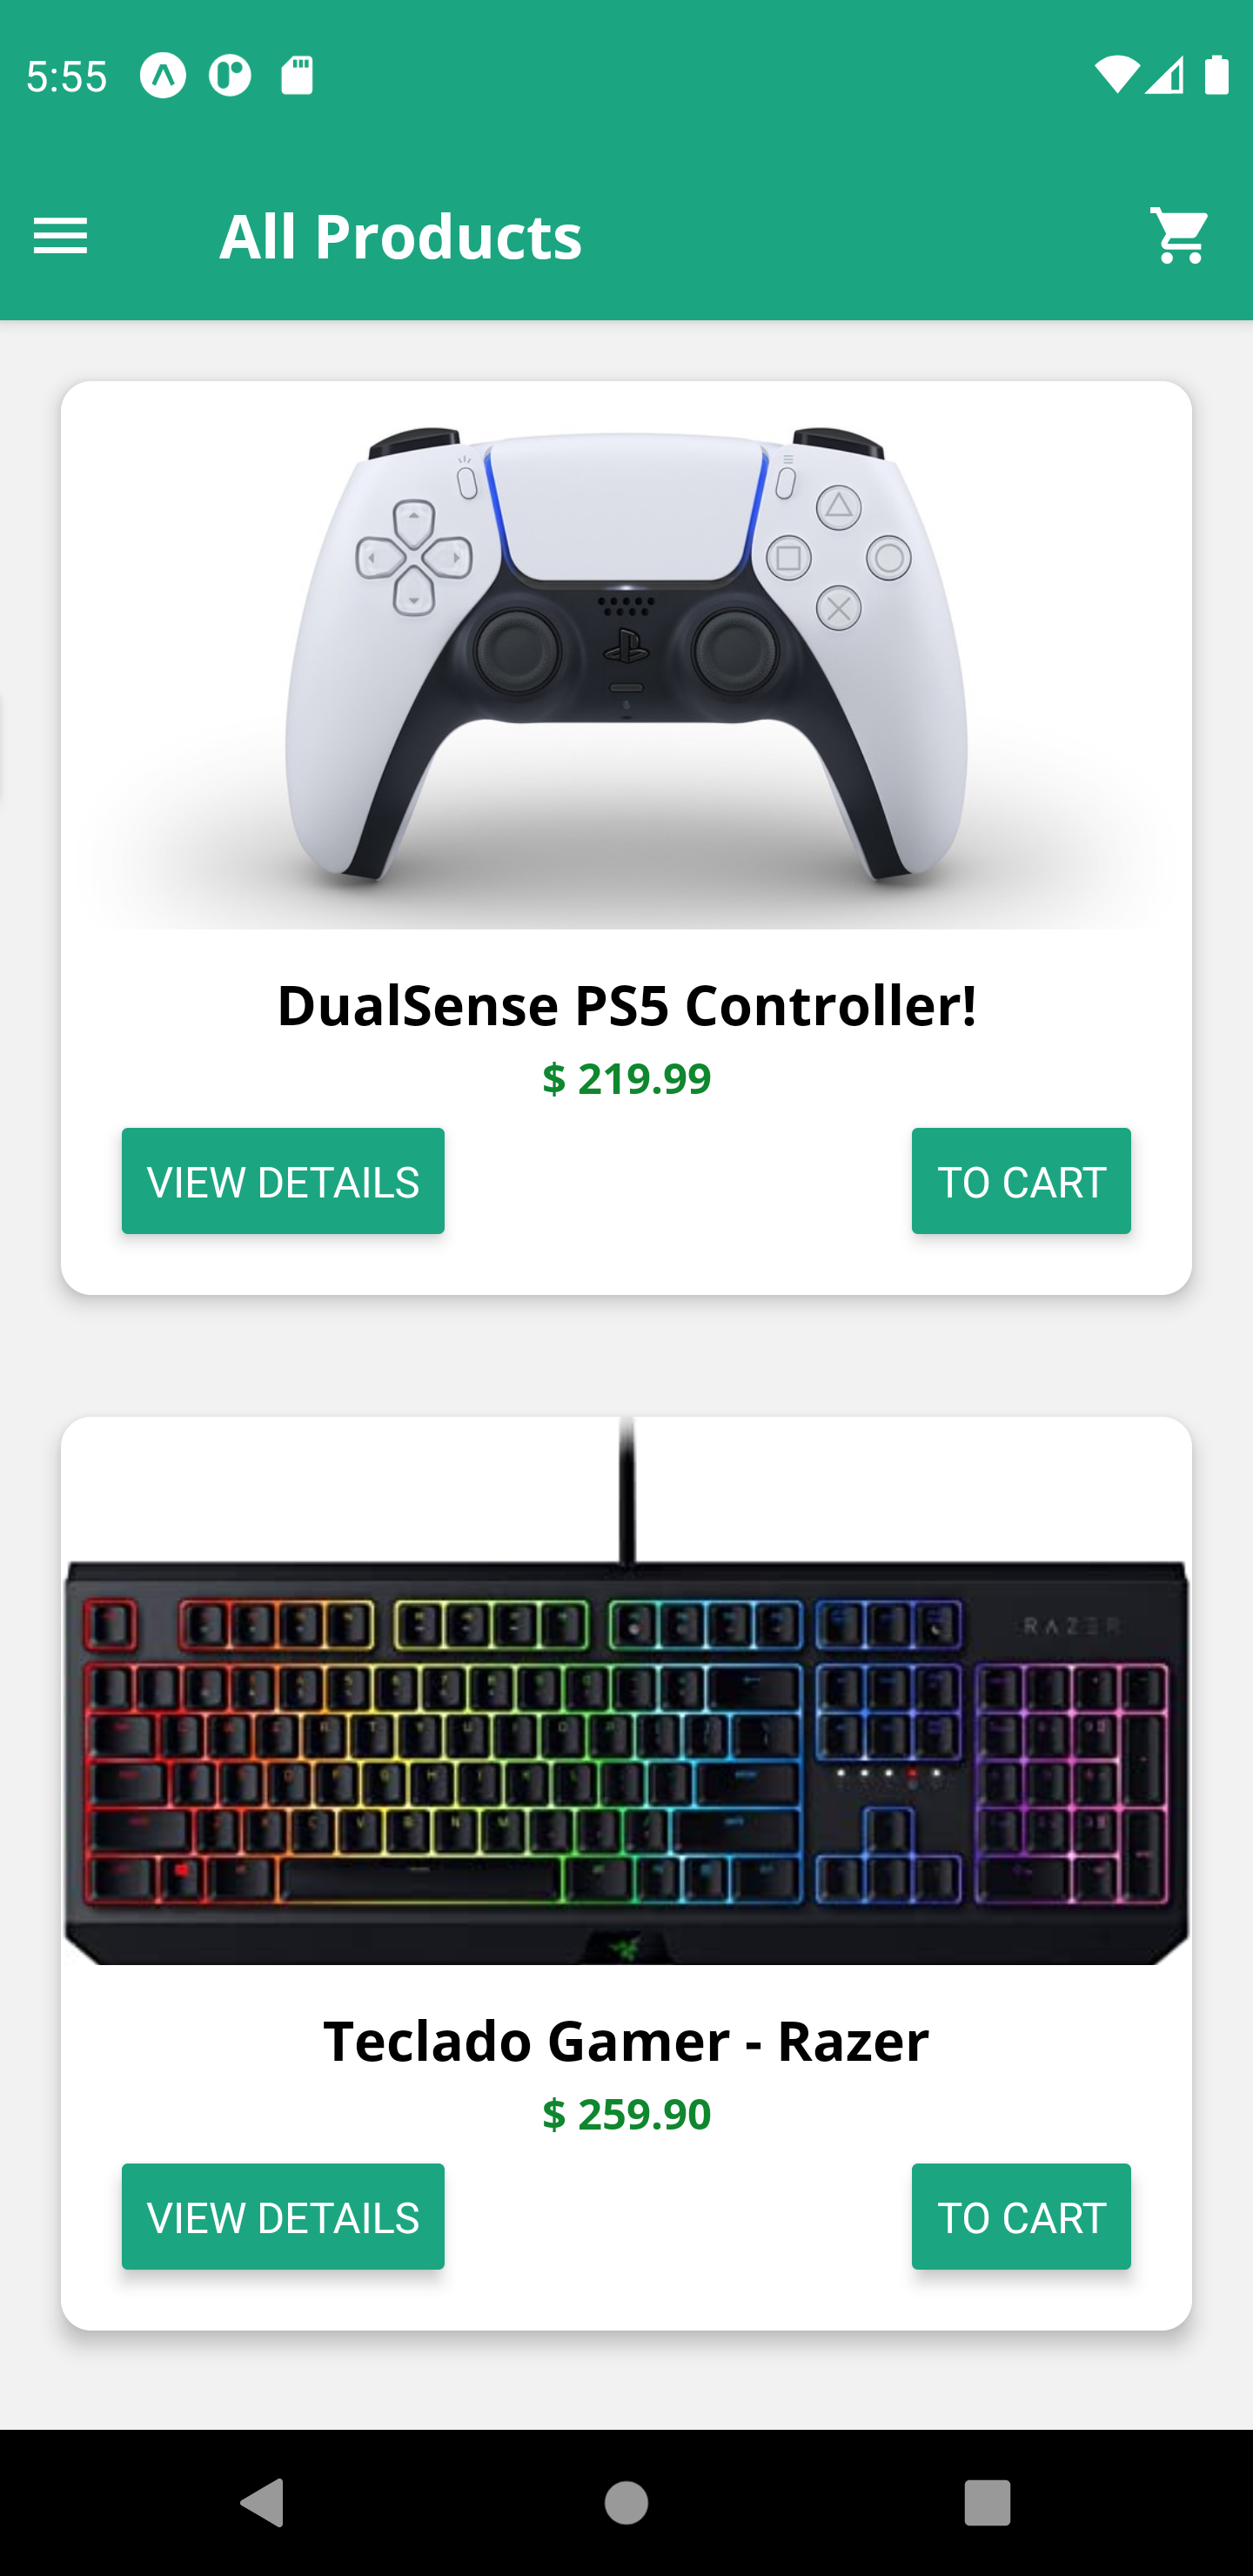 5:55
All Products
DualSense PS5 Controller!
$ 219.99
VIEW DETAILS
TO CART
RAZER
Teclado Gamer - Razer
$ 259.90
VIEW DETAILS
TO CART